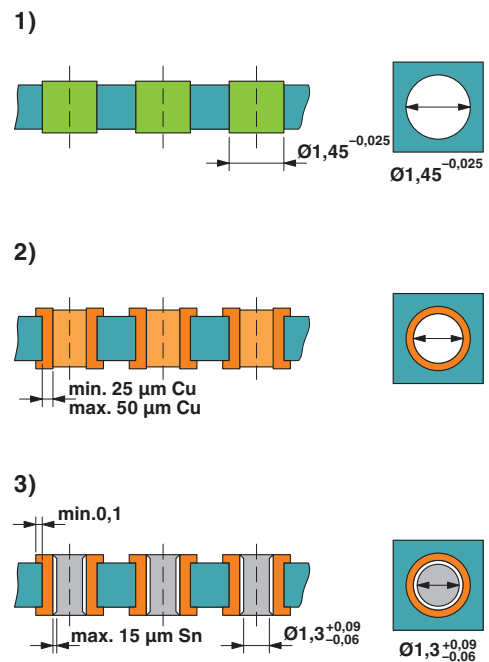 1)
Ø1,45 –0,025
Ø1,45 –0,025
2)
min. 25 µm Cu
max. 50 µm Cu
3)
min.0,1
max. 15 µm Sn
Ø1,3 +0,09 –0,06
Ø1,3 +0,09 –0,06